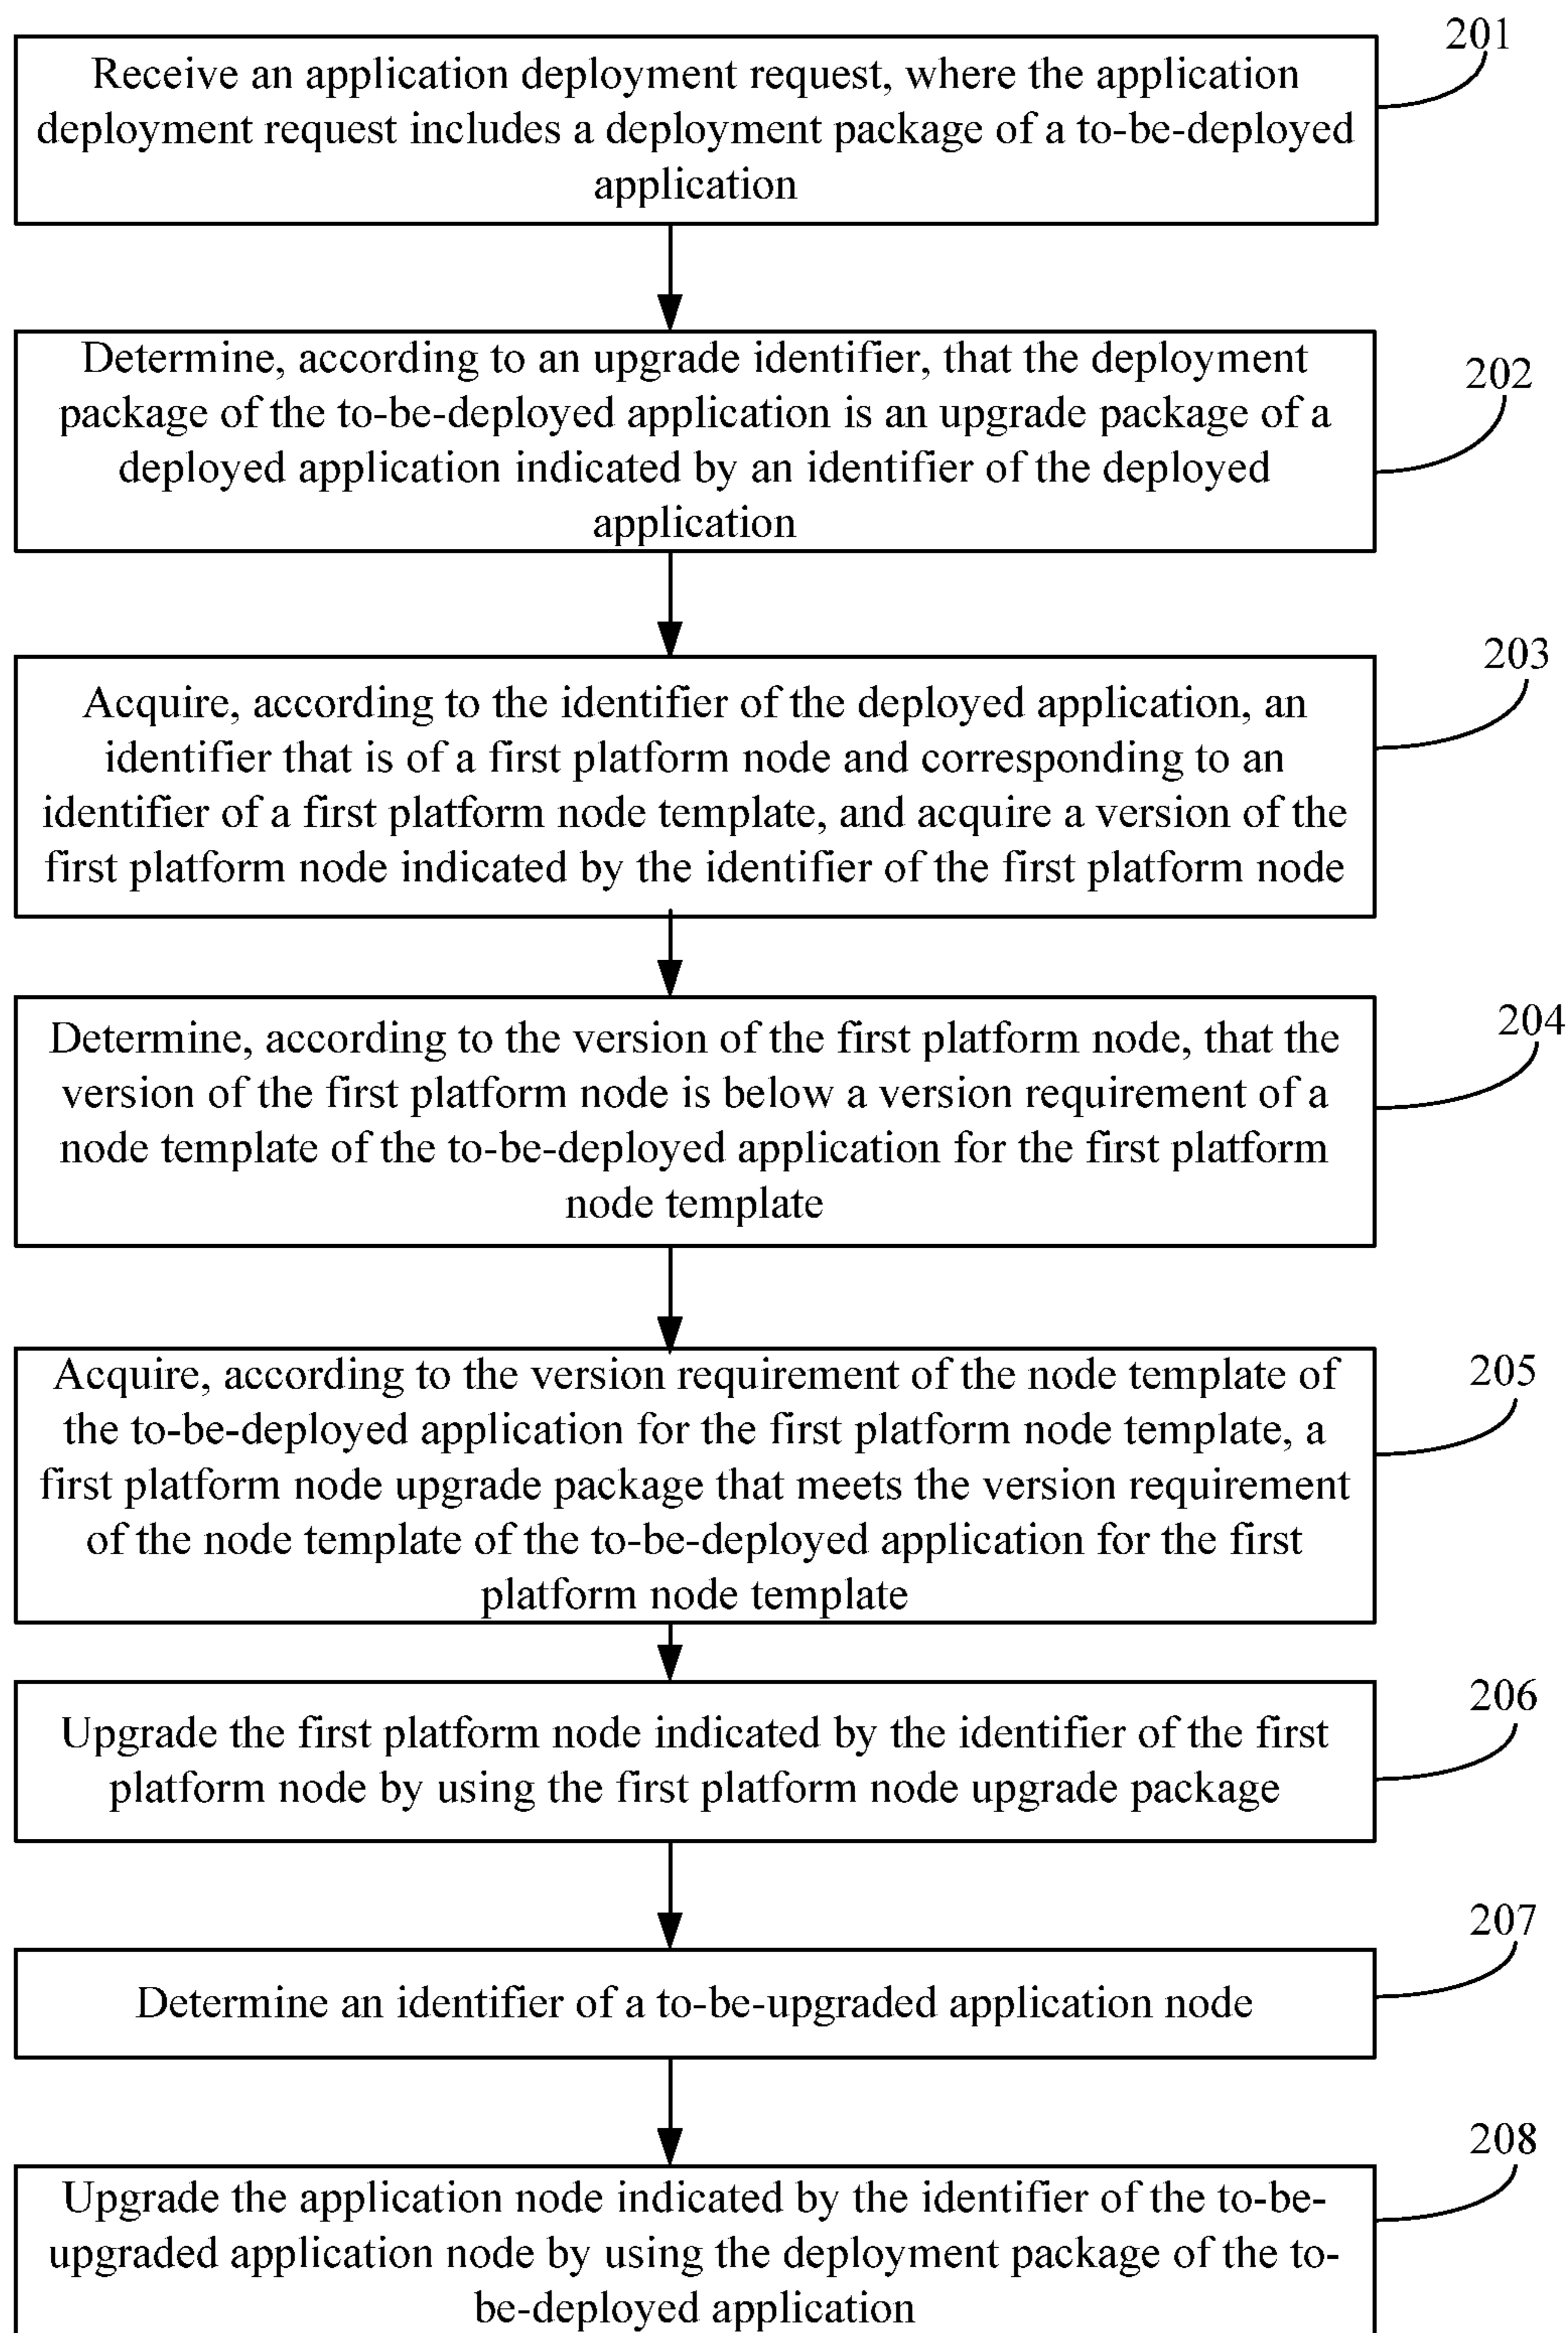 201
Receive an application deployment request, where the application
deployment request includes a deployment package of a to-be-deployed
application
202
Determine, according to an upgrade identifier, that the deployment
package of the to-be-deployed application is an upgrade package of a
deployed application indicated by an identifier of the deployed
application
203
Acquire, according to the identifier of the deployed application, an
identifier that is of a first platform node and corresponding to an
identifier of a first platform node template, and acquire a version of the
first platform node indicated by the identifier of the first platform node
204
Determine, according to the version of the first platform node, that the
version of the first platform node is below a version requirement of a
node template of the to-be-deployed application for the first platform
node template
205
Acquire, according to the version requirement of the node template of
the to-be-deployed application for the first platform node template, a
first platform node upgrade package that meets the version requirement
of the node template of the to-be-deployed application for the first
platform node template
206
Upgrade the first platform node indicated by the identifier of the first
platform node by using the first platform node upgrade package
207
Determine an identifier of a to-be-upgraded application node
208
Upgrade the application node indicated by the identifier of the to-be-
upgraded application node by using the deployment package of the to-
be-deployed application